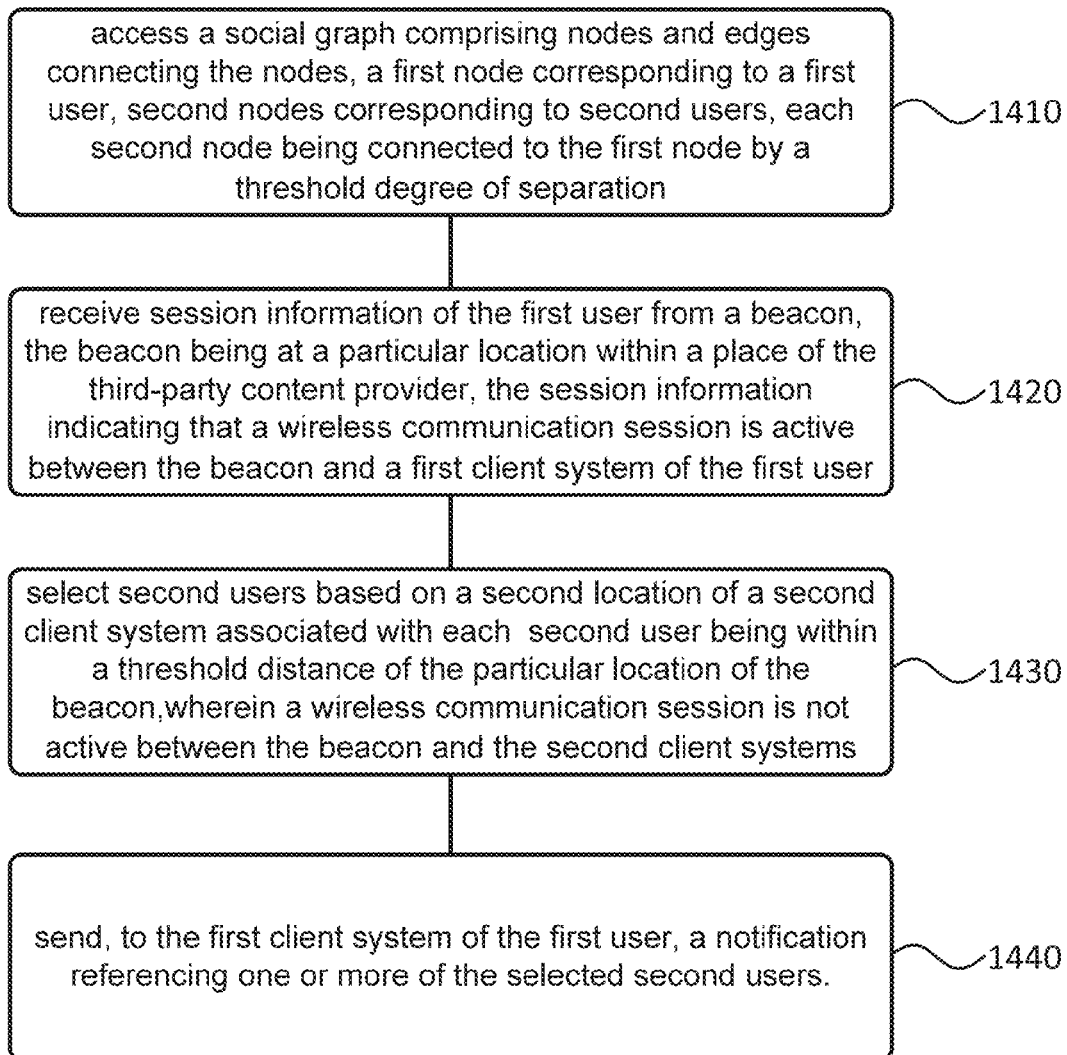 access a social graph comprising nodes and edges
connecting the nodes, a first node corresponding to a first
user, second nodes corresponding to second users, each
second node being connected to the first node by a
threshold degree of separation
1410
receive session information of the first user from a beacon,
the beacon being at a particular location within a place of the
third-party content provider, the session information
indicating that a wireless communication session is active
between the beacon and a first client system of the first user
1420
select second users based on a second location of a second
client system associated with each second user being within
a threshold distance of the particular location of the
beacon,wherein a wireless communication session is not
active between the beacon and the second client systems
1430
send, to the first client system of the first user, a notification
referencing one or more of the selected second users.
1440